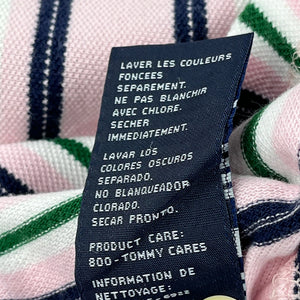 LAVER LES COULEURS
FONCEES
SEPAREMENT.
NE PAS BLANCHIR
AVEC CHLORE.
SECHER
IMMEDIATEMENT.
LAVAR LOS
COLORES OSCUROS
SEPARADO.
NO BLANQUEADOR
CLORADO.
SECAR PRONTO.
PRODUCT CARE:
800-TOMMY CARES
INFORMATION DE
NETTOYAGE: